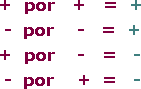 + por + = +
- por - = +
+ por - = -
- por + = -